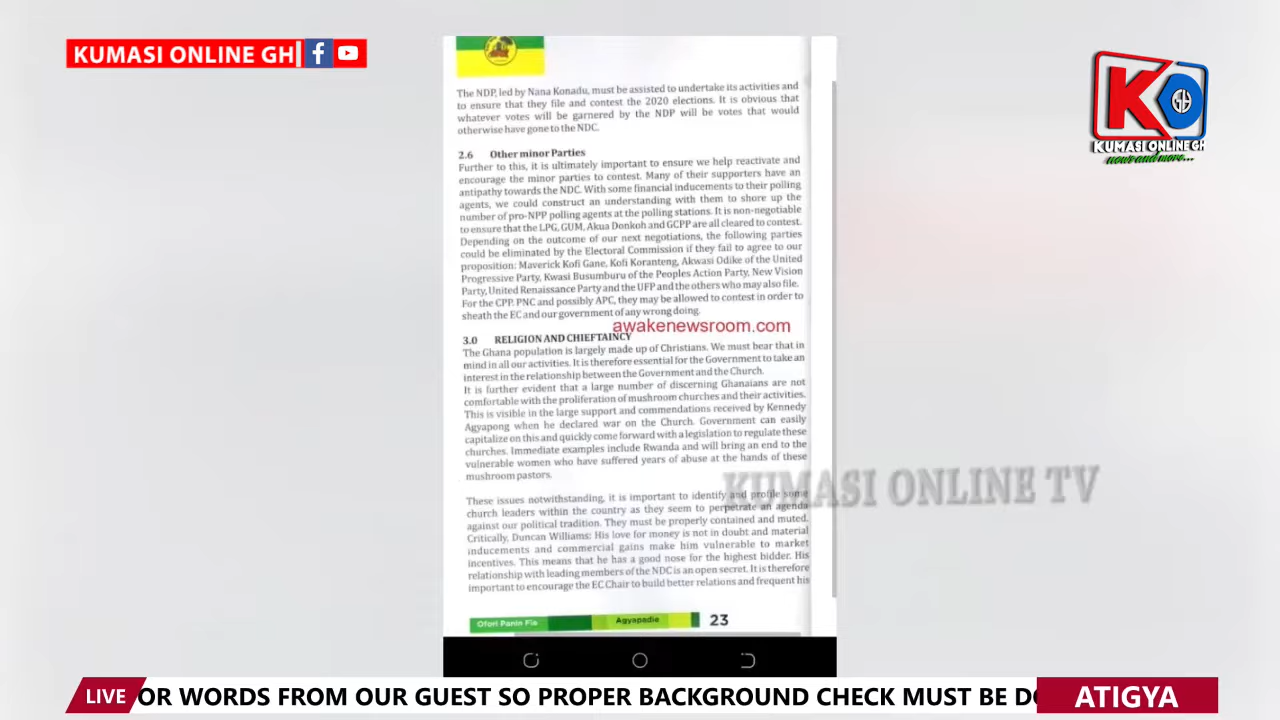 KUMASI ONLINE GH
KO
GH
KUMASI ONLINE GH
news and more...
The NDP, led by Nana Konadu, must be assisted to undertake its activities and
to ensure that they file and contest the 2020 elections. It is obvious that
whatever votes will be garnered by the NDP will be votes that would
otherwise have gone to the NDC.
2.6 Other minor Parties
Further to this, it is ultimately important to ensure we help reactivate and
encourage the minor parties to contest. Many of their supporters have an
antipathy towards the NDC. With some financial inducements to their polling
agents, we could construct an understanding with them to shore up the
number of pro-NPP polling agents at the polling stations. It is non-negotiable
to ensure that the LPG, GUM, Akua Donkoh and GCPP are all cleared to contest.
Depending on the outcome of our next negotiations, the following parties
could be eliminated by the Electoral Commission if they fail to agree to our
proposition: Maverick Kofi Gane, Kofi Koranteng, Akwasi Odike of the United
Progressive Party, Kwasi Busumburu of the Peoples Action Party, New Vision
Party, United Renaissance Party and the UFP and the others who may also file.
For the CPP. PNC and possibly APC, they may be allowed to contest in order to
sheath the EC and our government of any wrong doing.
awakenewsroom.com
3.0 RELIGION AND CHIEFTAINCY
The Ghana population is largely made up of Christians. We must bear that in
mind in all our activities. It is therefore essential for the Government to take an
interest in the relationship between the Government and the Church.
It is further evident that a large number of discerning Ghanaians are not
comfortable with the proliferation of mushroom churches and their activities.
This is visible in the large support and commendations received by Kennedy
Agyapong when he declared war on the Church. Government can easily
capitalize on this and quickly come forward with a legislation to regulate these
churches. Immediate examples include Rwanda and will bring an end to the
vulnerable women who have suffered years of abuse at the hands of these
mushroom pastors.
KUMASI ONLINE TV
These issues notwithstanding, it is important to identify and profile some
church leaders within the country as they seem to perpetrate an agenda
against our political tradition. They must be properly contained and muted.
Critically, Duncan Williams: His love for money is not in doubt and material
inducements and commercial gains make him vulnerable to market
incentives. This means that he has a good nose for the highest bidder. His
relationship with leading members of the NDC is an open secret. It is therefore
important to encourage the EC Chair to build better relations and frequent his
Ofori Panin Fie Agyapadie 23
LIVE OR WORDS FROM OUR GUEST SO PROPER BACKGROUND CHECK MUST BE DO ATIGYA